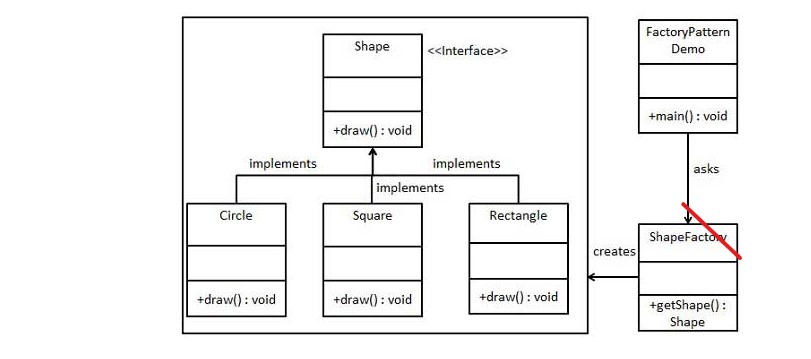 Shape
<<Interface>>
+draw() : void
implements
implements
implements
Circle
+draw() : void
Square
+draw() : void
Rectangle
+draw() : void
FactoryPattern
Demo
+main() : void
asks
ShapeFactory
creates
+getShape() :
Shape